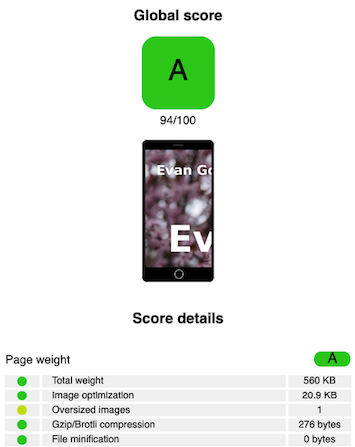 Global score
A
94/100
Evan Go
Ev
Score details
Page weight A
Total weight 560 KB
Image optimization 20.9 KB
Oversized images 1
Gzip/Brotli compression 276 bytes
File minification 0 bytes